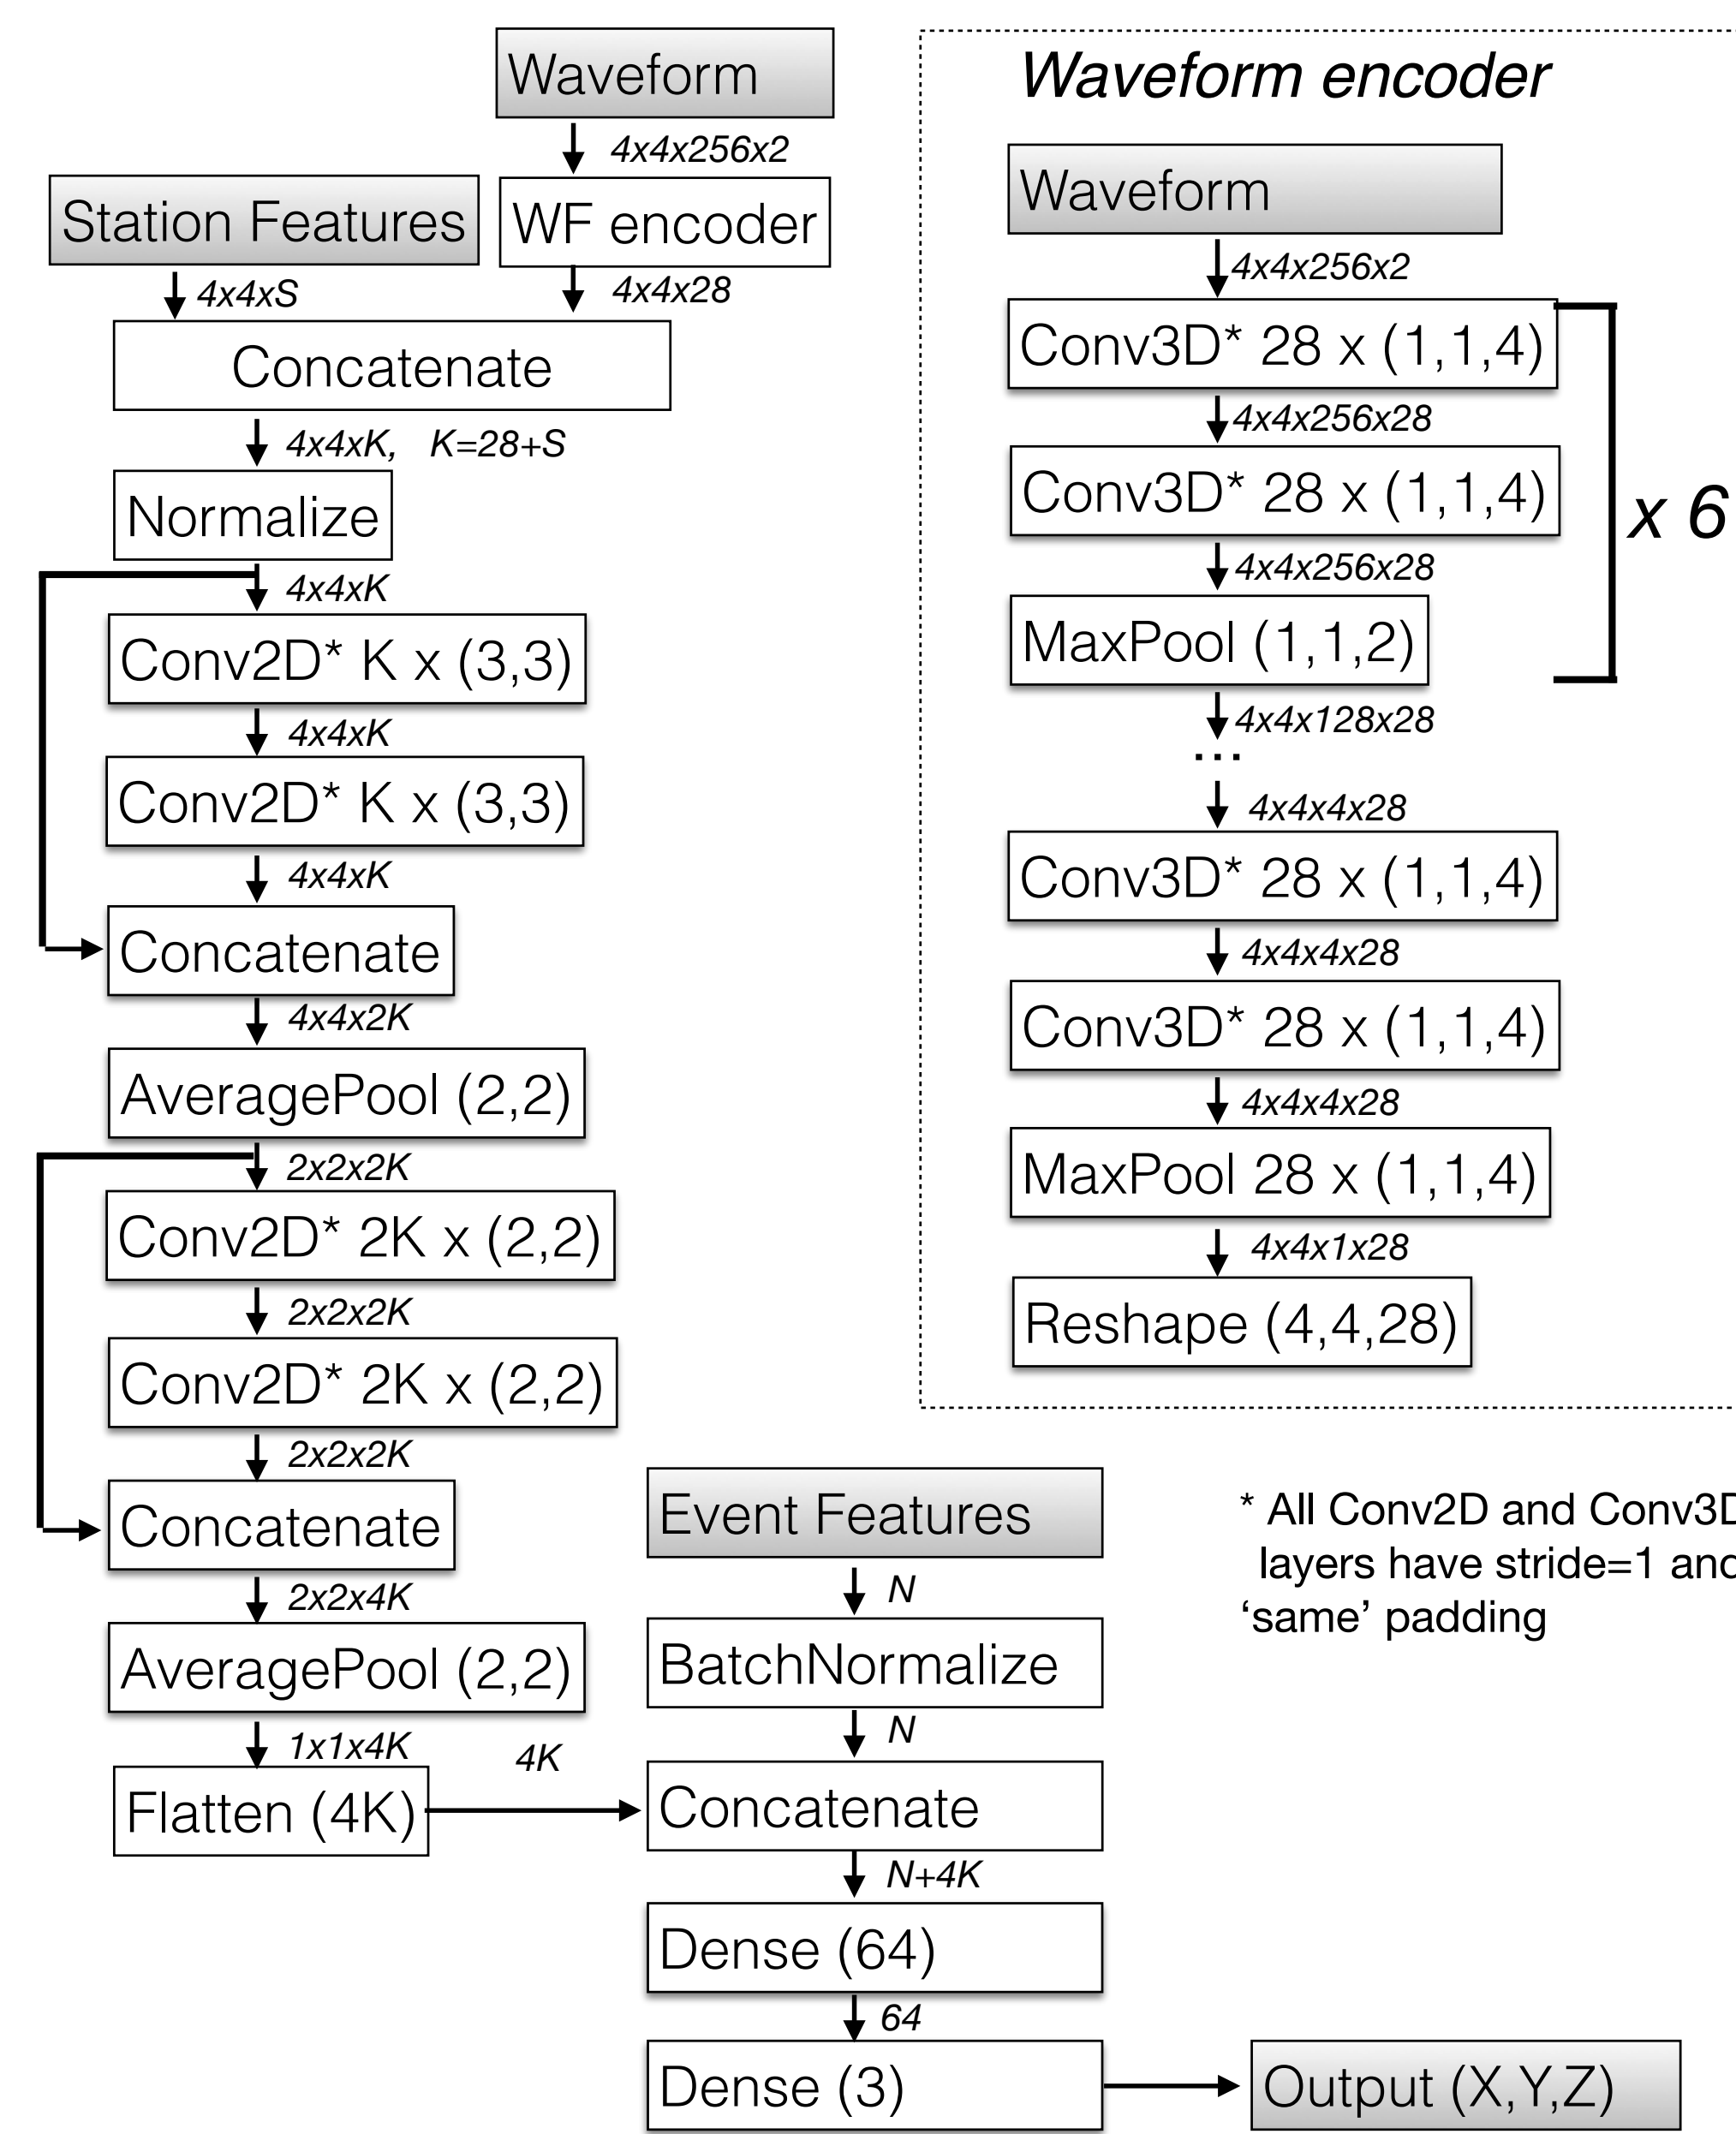 Waveform
4x4x256x2
Station Features
WF encoder
4x4xS
4x4x28
Concatenate
4x4xK, K=28+S
Normalize
4x4xK
Conv2D* K x (3,3)
4x4xK
Conv2D* K x (3,3)
4x4xK
Concatenate
4x4x2K
AveragePool (2,2)
2x2x2K
Conv2D* 2K x (2,2)
2x2x2K
Conv2D* 2K x (2,2)
2x2x2K
Concatenate
2x2x4K
AveragePool (2,2)
1x1x4K
Flatten (4K)
4K
Event Features
N
BatchNormalize
N
Concatenate
N+4K
Dense (64)
64
Dense (3)
Output (X,Y,Z)
Waveform encoder
Waveform
4x4x256x2
Conv3D* 28 x (1,1,4)
4x4x256x28
Conv3D* 28 x (1,1,4)
4x4x256x28
MaxPool (1,1,2)
x 6
4x4x128x28
...
4x4x4x28
Conv3D* 28 x (1,1,4)
4x4x4x28
Conv3D* 28 x (1,1,4)
4x4x4x28
MaxPool 28 x (1,1,4)
4x4x1x28
Reshape (4,4,28)
* All Conv2D and Conv3D
layers have stride=1 and
‘same’ padding